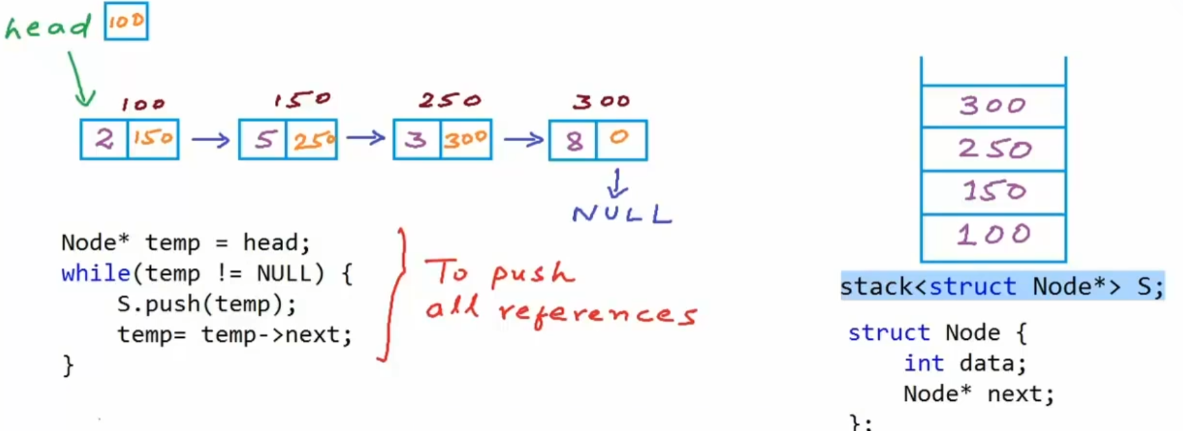 head 100
100 150 250 300
2 150 5 250 3 300 8 0
NULL
Node* temp = head;
while(temp != NULL) {
S.push(temp);
temp= temp->next;
}
To push
all references
300
250
150
100
stack<struct Node*> S;
struct Node {
int data;
Node* next;
};